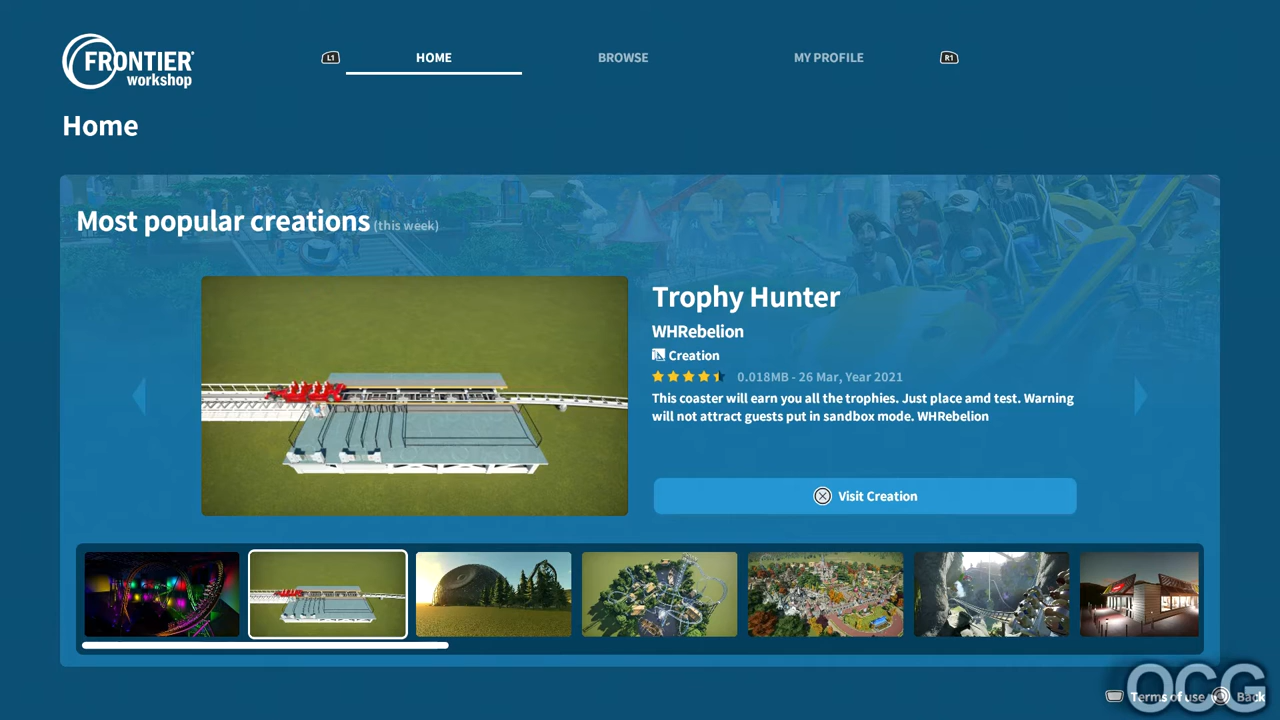 FRONTIER
workshop
L1
HOME
BROWSE
MY PROFILE
R1
Home
Most popular creations (this week)
Trophy Hunter
WHRebelion
Creation
0.018MB - 26 Mar, Year 2021
This coaster will earn you all the trophies. Just place amd test. Warning
will not attract guests put in sandbox mode. WHRebelion
Visit Creation
OCG
Terms of use
Back